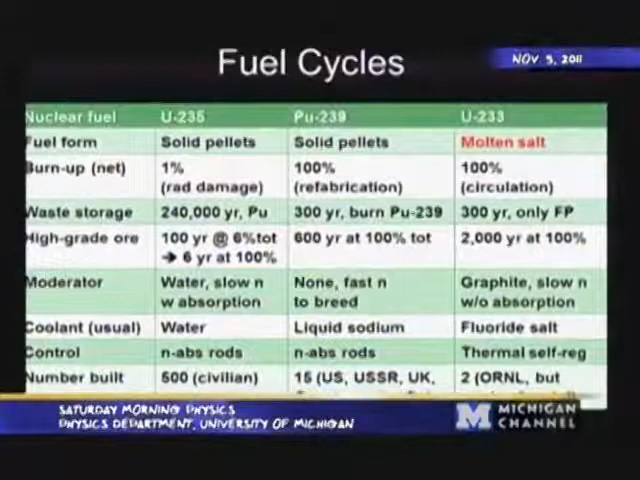 Fuel Cycles
NOV 5, 2011
Nuclear fuel U-235 Pu-239 U-233
Fuel form Solid pellets Solid pellets Molten salt
Burn-up (net) 1% 100% 100%
(rad damage) (refabrication) (circulation)
Waste storage 240,000 yr, Pu 300 yr, burn Pu-239 300 yr, only FP
High-grade ore 100 yr @ 6%tot 600 yr at 100% tot 2,000 yr at 100%
➔ 6 yr at 100%
Moderator Water, slow n None, fast n Graphite, slow n
w absorption to breed w/o absorption
Coolant (usual) Water Liquid sodium Fluoride salt
Control n-abs rods n-abs rods Thermal self-reg
Number built 500 (civilian) 15 (US, USSR, UK, 2 (ORNL, but
SATURDAY MORNING PHYSICS
PHYSICS DEPARTMENT, UNIVERSITY OF MICHIGAN
M MICHIGAN
CHANNEL